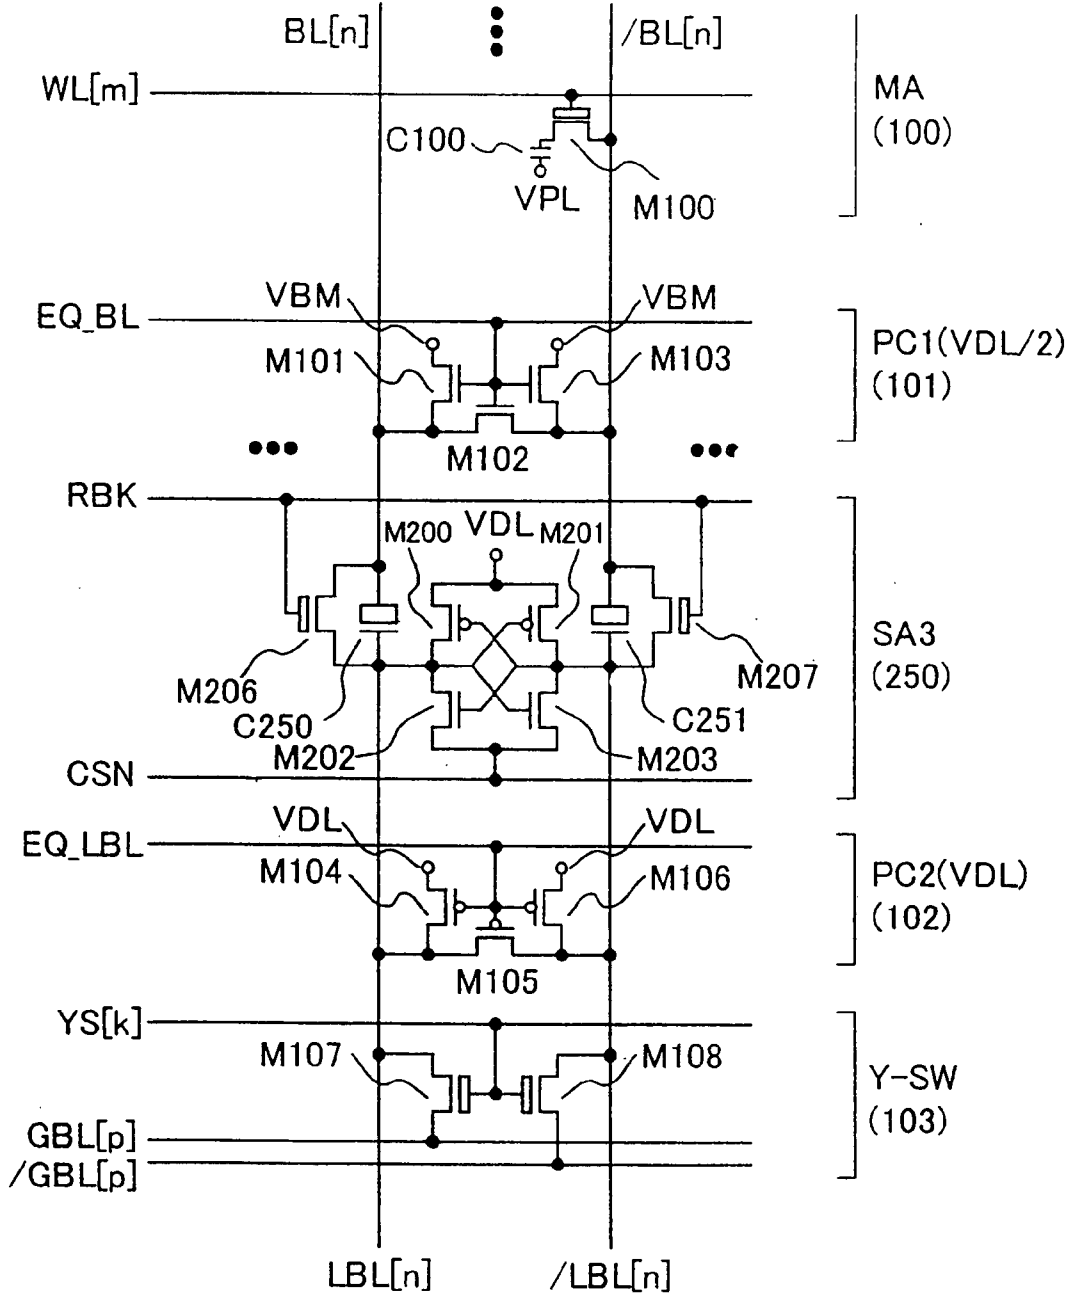 BL[n]
/BL[n]
WL[m]
MA
(100)
C100
VPL
M100
EQ_BL
VBM
VBM
M101
M103
PC1(VDL/2)
(101)
M102
RBK
M200
VDL
M201
SA3
(250)
M206
M207
C250
C251
M202
M203
CSN
VDL
VDL
EQ_LBL
M104
M106
PC2(VDL)
(102)
M105
YS[k]
M107
M108
Y-SW
(103)
GBL[p]
/GBL[p]
LBL[n]
/LBL[n]